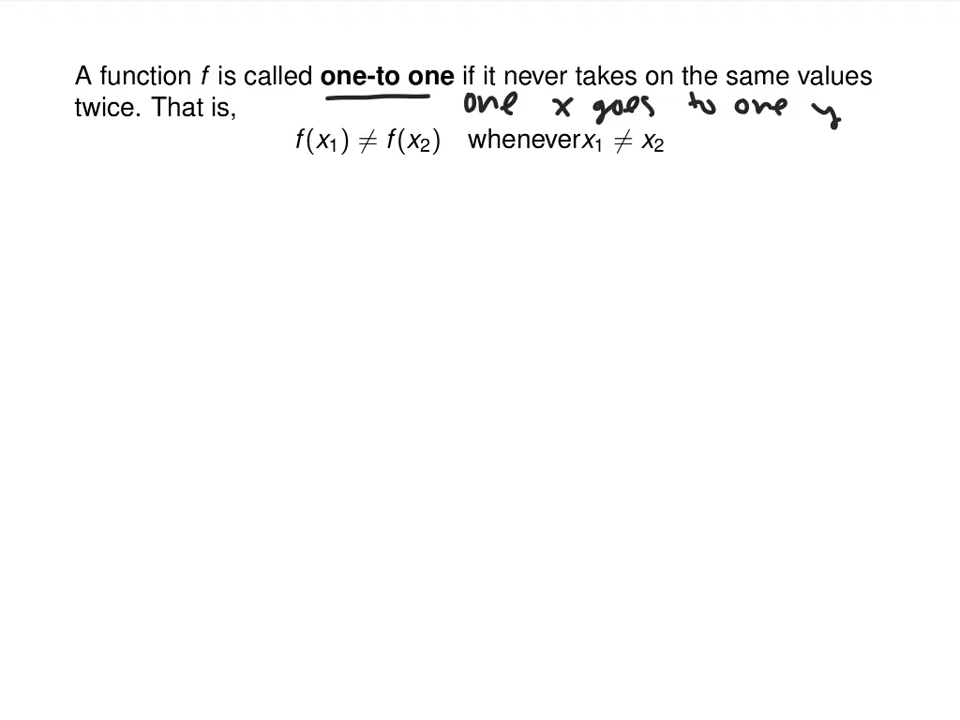 A function f is called one-to one if it never takes on the same values
twice. That is, one x goes to one y
f(x₁) ≠ f(x₂) wheneverx₁ ≠ x₂